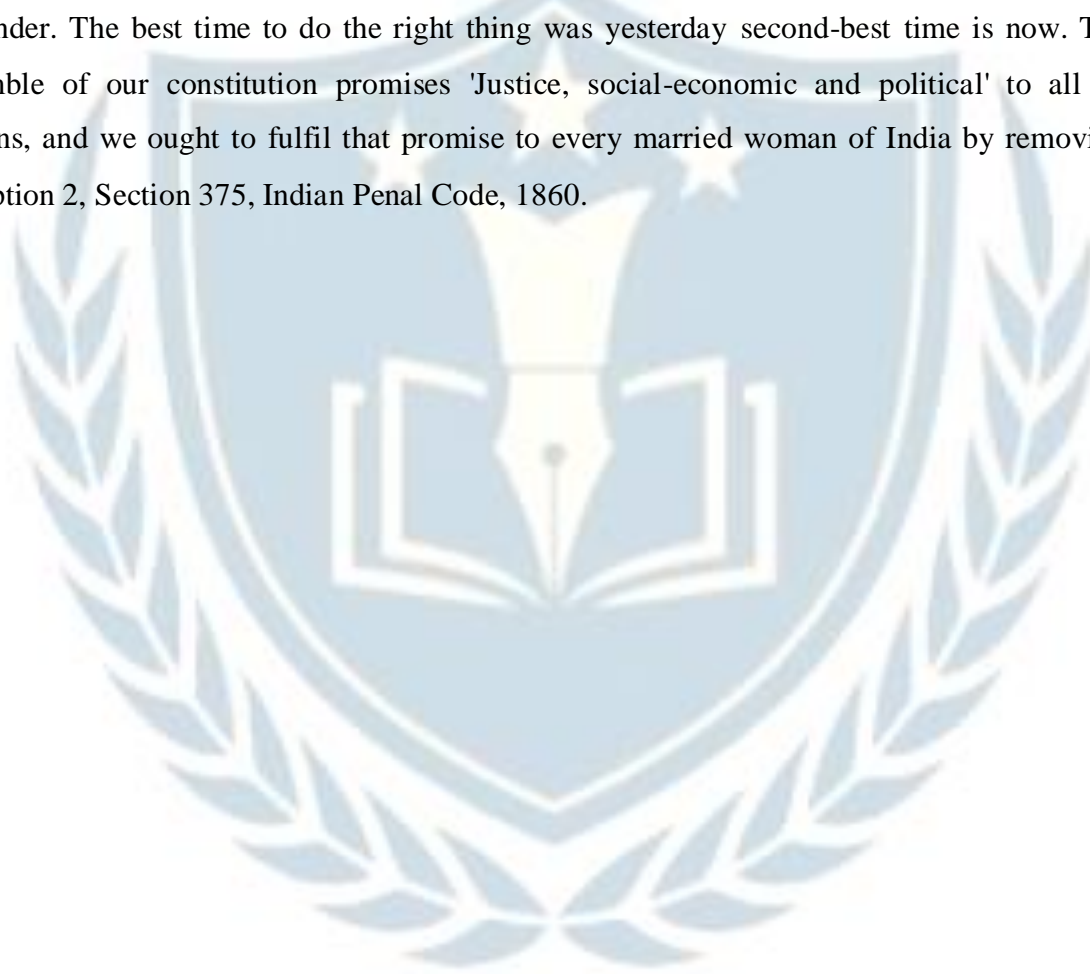 nder. The best time to do the right thing was yesterday second-best time is now. T
mble of our constitution promises 'Justice, social-economic and political' to all
ns, and we ought to fulfil that promise to every married woman of India by removi
ption 2, Section 375, Indian Penal Code, 1860.